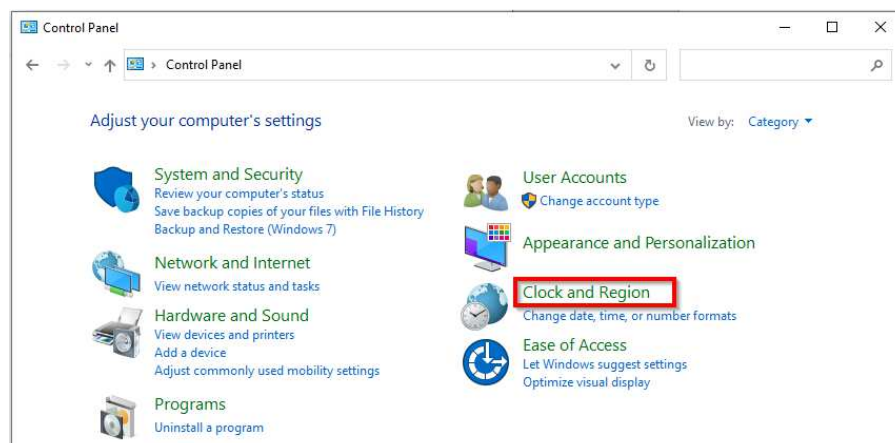 Control Panel
Control Panel
Adjust your computer's settings
View by: Category
System and Security
Review your computer's status
Save backup copies of your files with File History
Backup and Restore (Windows 7)
Network and Internet
View network status and tasks
Hardware and Sound
View devices and printers
Add a device
Adjust commonly used mobility settings
Programs
Uninstall a program
User Accounts
Change account type
Appearance and Personalization
Clock and Region
Change date, time, or number formats
Ease of Access
Let Windows suggest settings
Optimize visual display